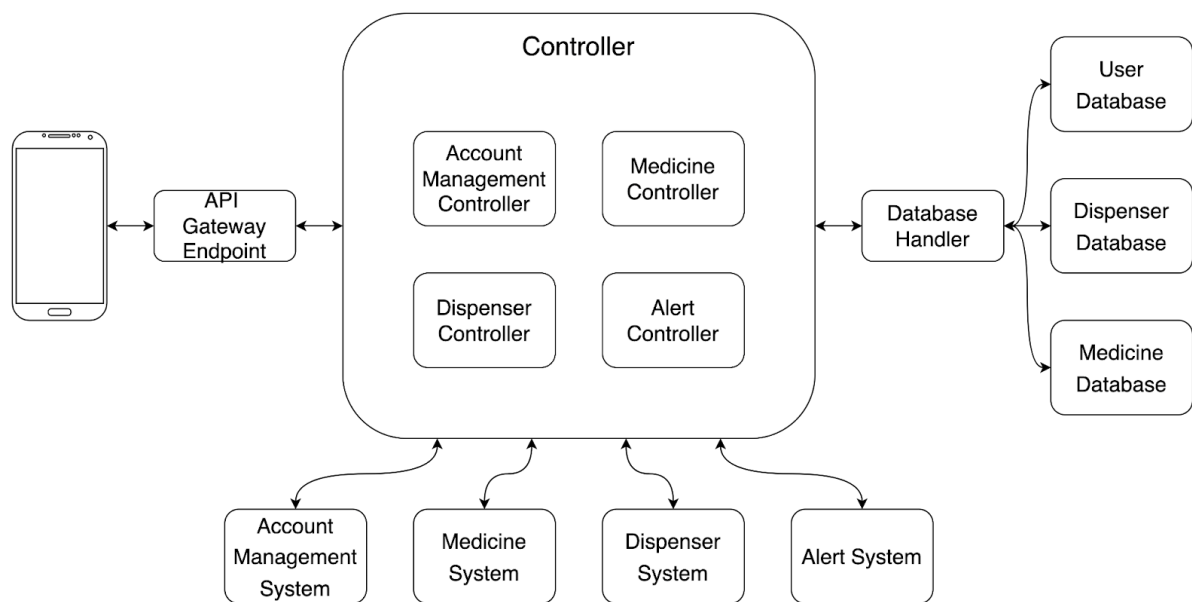 Controller
Account
Management
Controller
Medicine
Controller
Dispenser
Controller
Alert
Controller
API
Gateway
Endpoint
Database
Handler
User
Database
Dispenser
Database
Medicine
Database
Account
Management
System
Medicine
System
Dispenser
System
Alert System